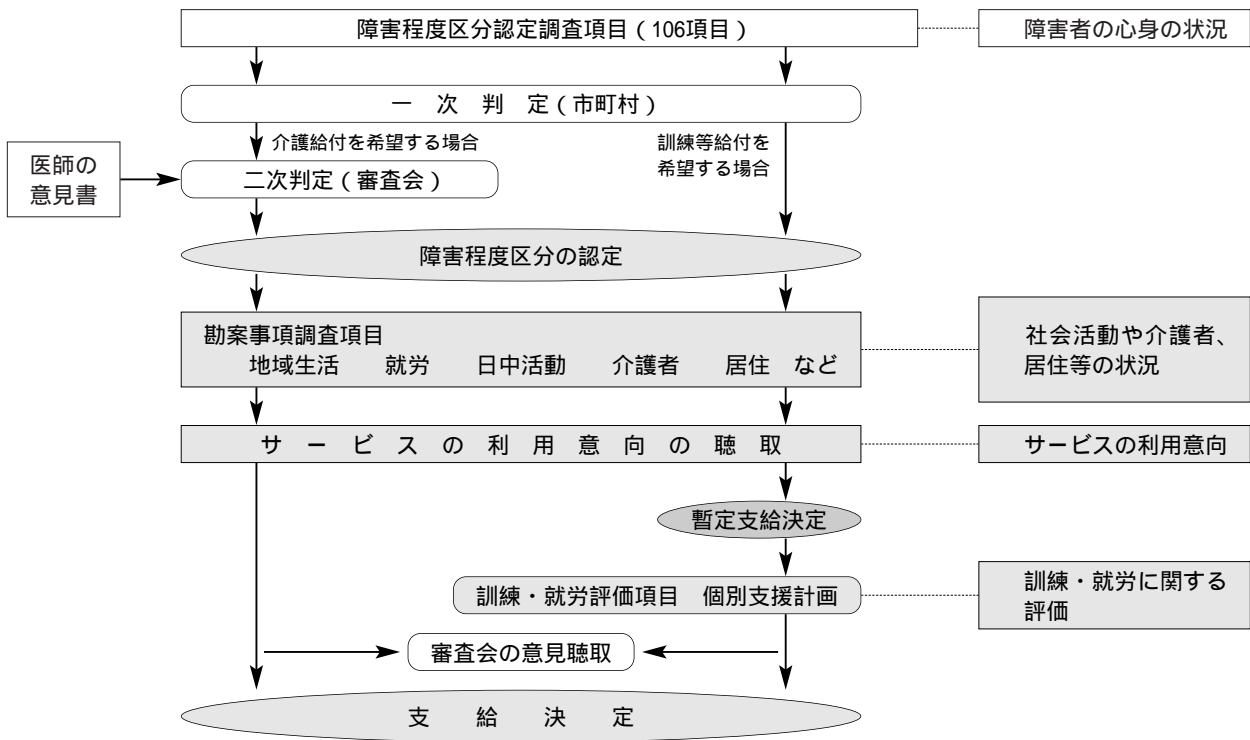 障害程度区分認定調査項目(106項目)
障害者の心身の状況
一次判定(市町村)
介護給付を希望する場合
訓練等給付を
希望する場合
医師の
意見書
二次判定(審査会)
障害程度区分の認定
勘案事項調査項目
地域生活 就労 日中活動 介護者 居住 など
社会活動や介護者、
居住等の状況
サービスの利用意向の聴取
サービスの利用意向
暫定支給決定
訓練・就労評価項目 個別支援計画
訓練・就労に関する
評価
審査会の意見聴取
支給決定